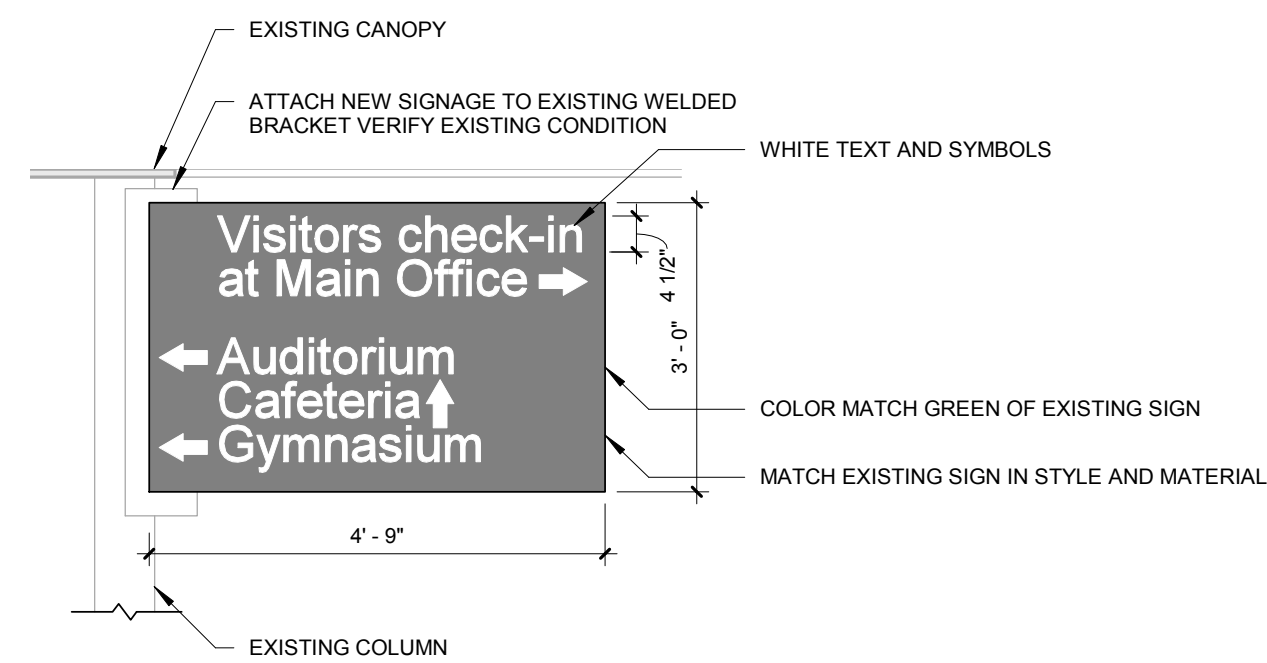 EXISTING CANOPY
ATTACH NEW SIGNAGE TO EXISTING WELDED
BRACKET VERIFY EXISTING CONDITION
WHITE TEXT AND SYMBOLS
Visitors check-in
at Main Office
Auditorium
Cafeteria
Gymnasium
4 1/2"
3' - 0"
COLOR MATCH GREEN OF EXISTING SIGN
MATCH EXISTING SIGN IN STYLE AND MATERIAL
4' - 9"
EXISTING COLUMN